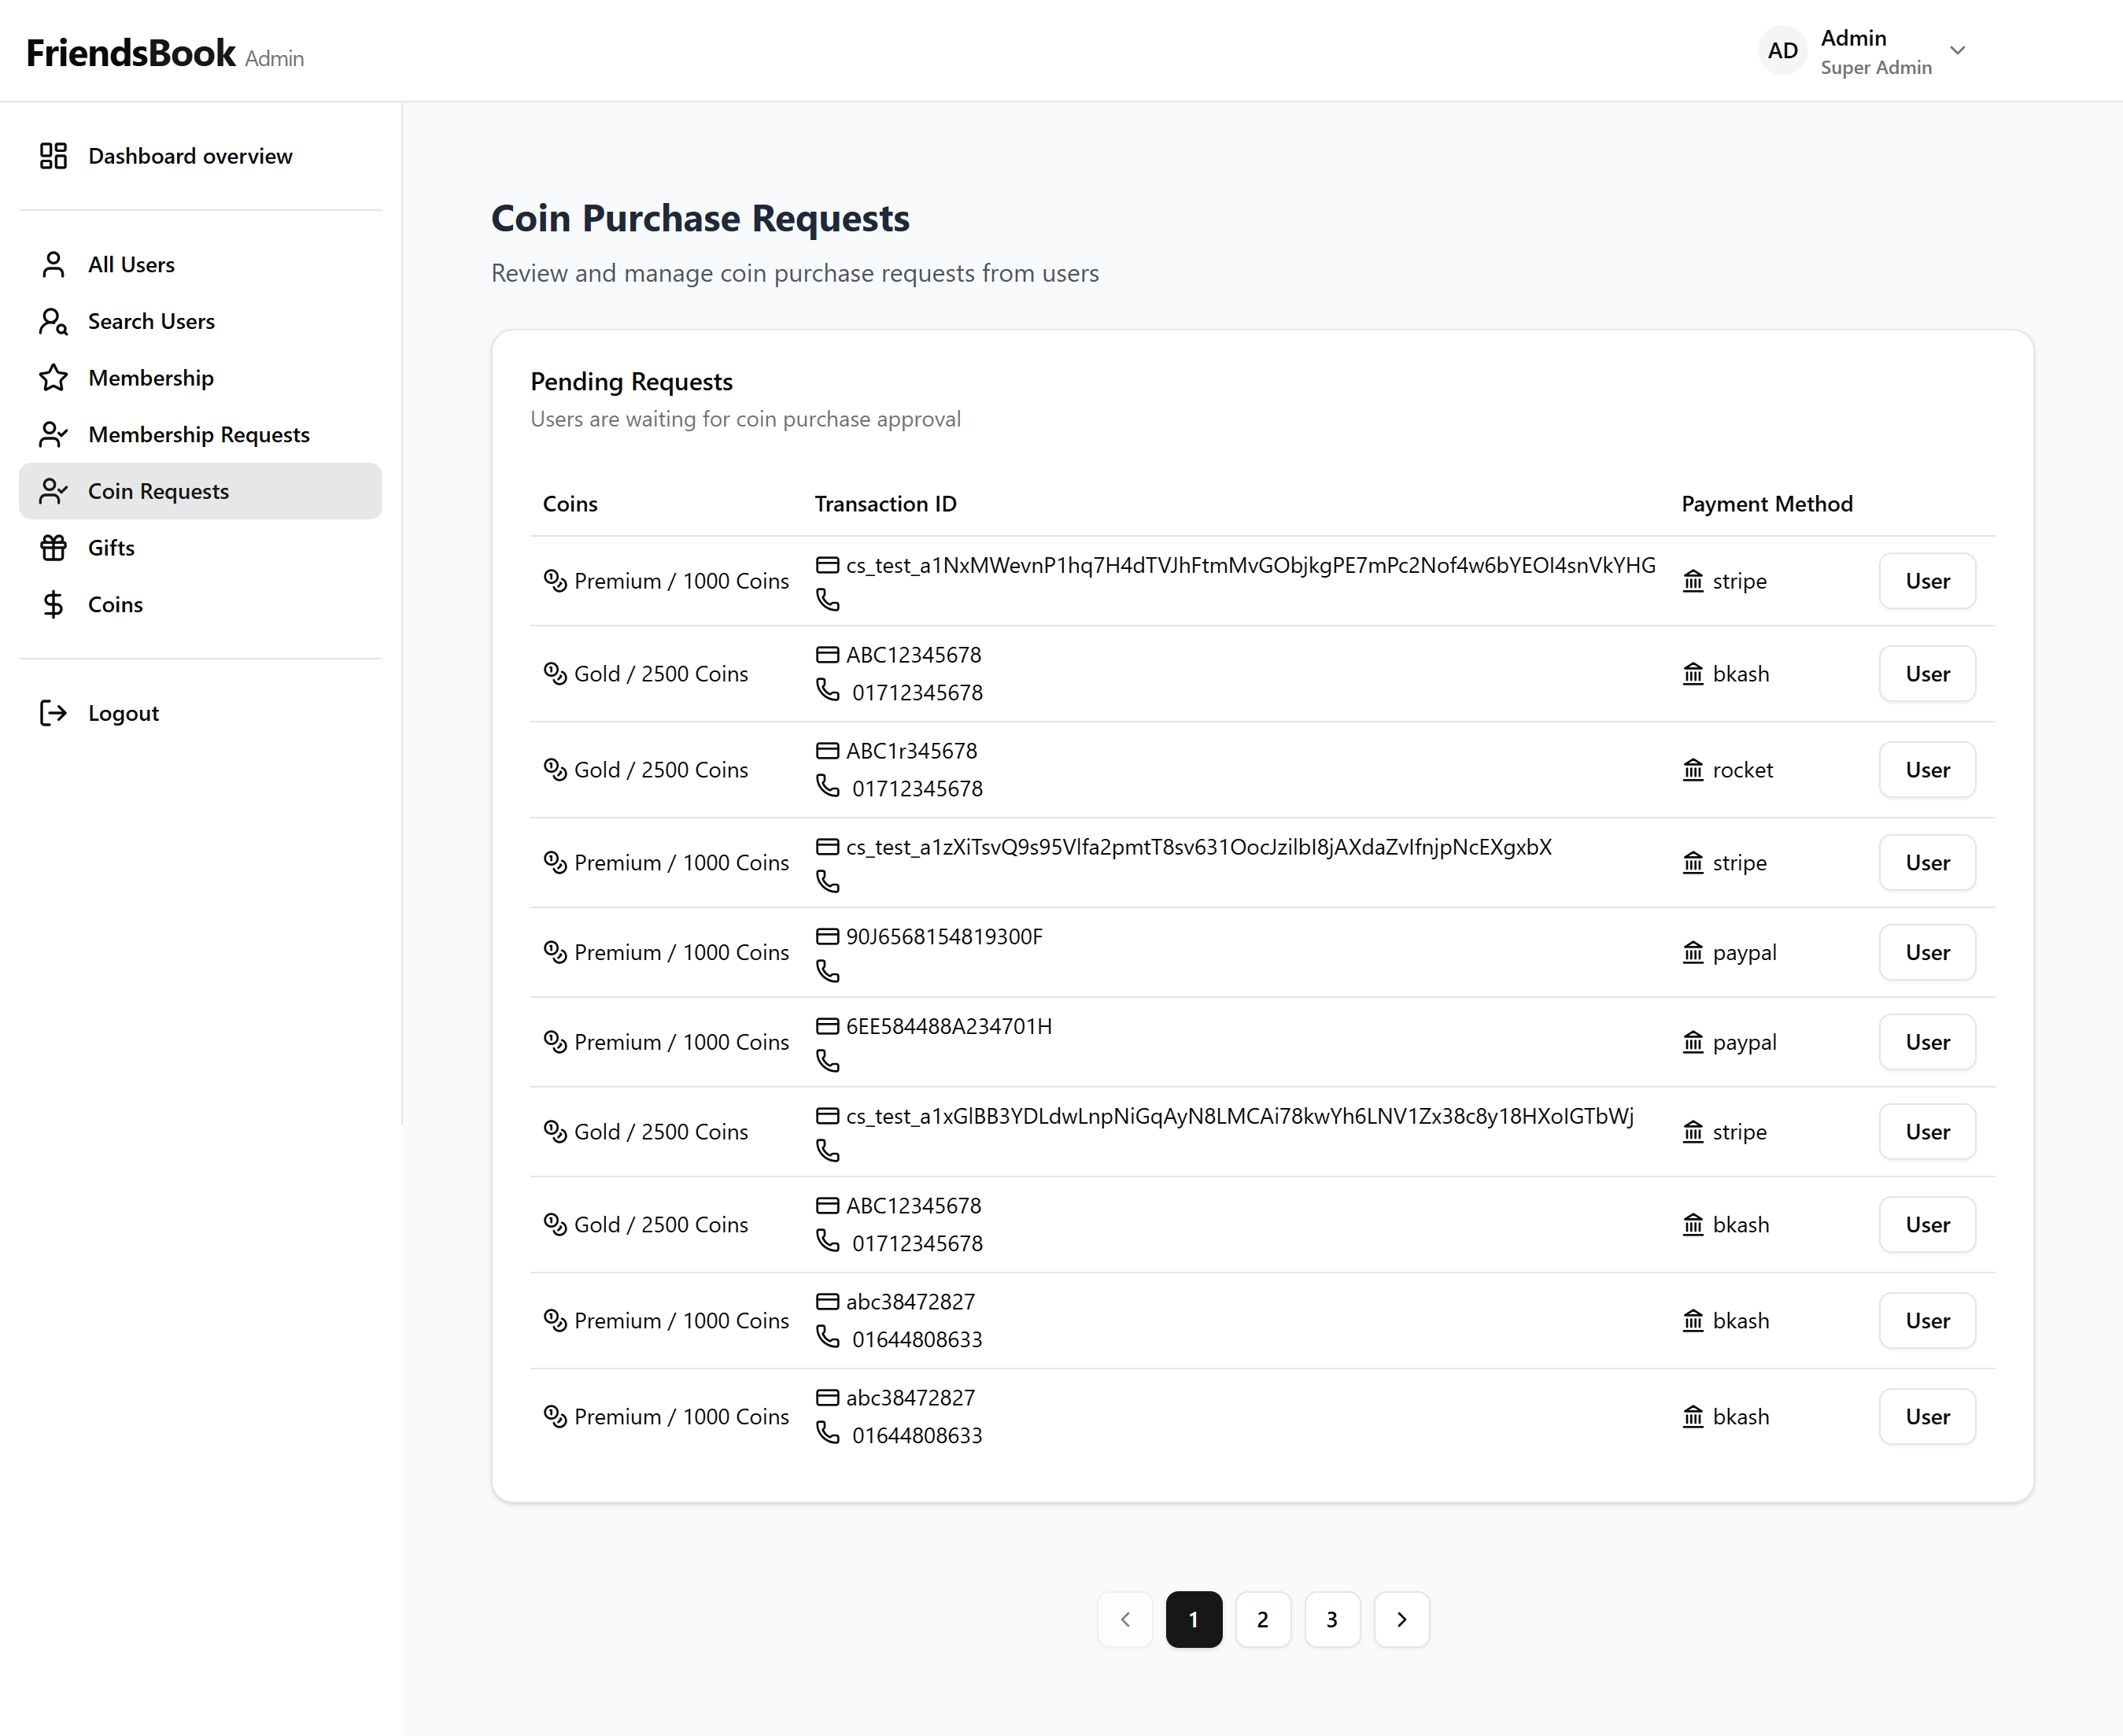 FriendsBook Admin
AD
Admin
Super Admin
Dashboard overview
All Users
Search Users
Membership
Membership Requests
Coin Requests
Gifts
Coins
Logout
Coin Purchase Requests
Review and manage coin purchase requests from users
Pending Requests
Users are waiting for coin purchase approval
Coins Transaction ID Payment Method
Premium / 1000 Coins cs_test_a1NxMWevnP1hq7H4dTVJhFtmMvGObjkgPE7mPc2Nof4w6bYEOI4snVkYHG stripe User
Gold / 2500 Coins ABC12345678 bkash User
01712345678
Gold / 2500 Coins ABC1r345678 rocket User
01712345678
Premium / 1000 Coins cs_test_a1zXiTsvQ9s95Vlfa2pmtT8sv631OocJzilbI8jAXdaZvIfnjpNcEXgxbX stripe User
Premium / 1000 Coins 90J6568154819300F paypal User
Premium / 1000 Coins 6EE584488A234701H paypal User
Gold / 2500 Coins cs_test_a1xGlBB3YDLdwLnpNiGqAyN8LMCAi78kwYh6LNV1Zx38c8y18HXoIGTbWj stripe User
Gold / 2500 Coins ABC12345678 bkash User
01712345678
Premium / 1000 Coins abc38472827 bkash User
01644808633
Premium / 1000 Coins abc38472827 bkash User
01644808633
1 2 3